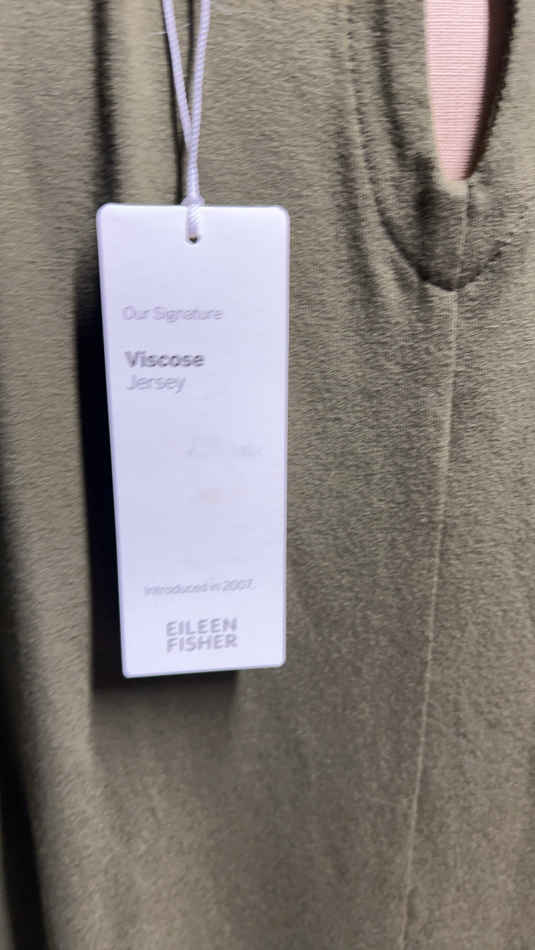 Our Signature
Viscose
Jersey
Introduced in 2007.
EILEEN
FISHER